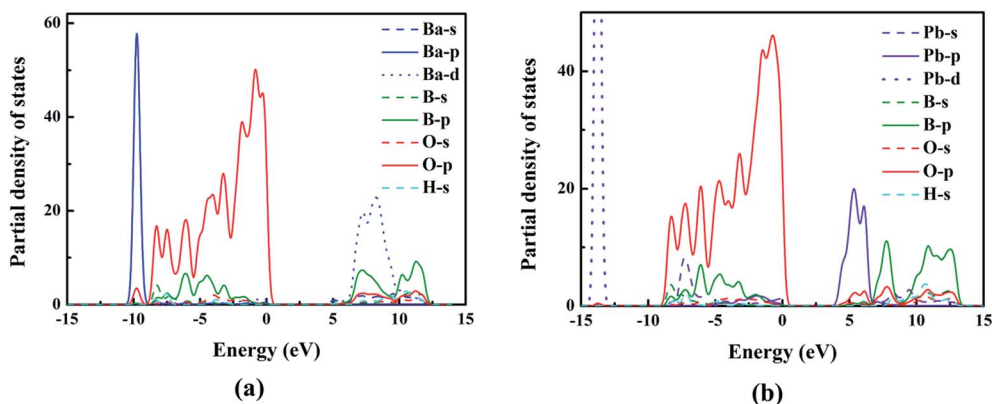 60
40
20
0
-15
-10
-5
0
5
10
15
Partial density of states
Energy (eV)
Ba-s
Ba-p
Ba-d
B-s
B-p
O-s
O-p
H-s
(a)
40
20
0
-15
-10
-5
0
5
10
15
Partial density of states
Energy (eV)
Pb-s
Pb-p
Pb-d
B-s
B-p
O-s
O-p
H-s
(b)